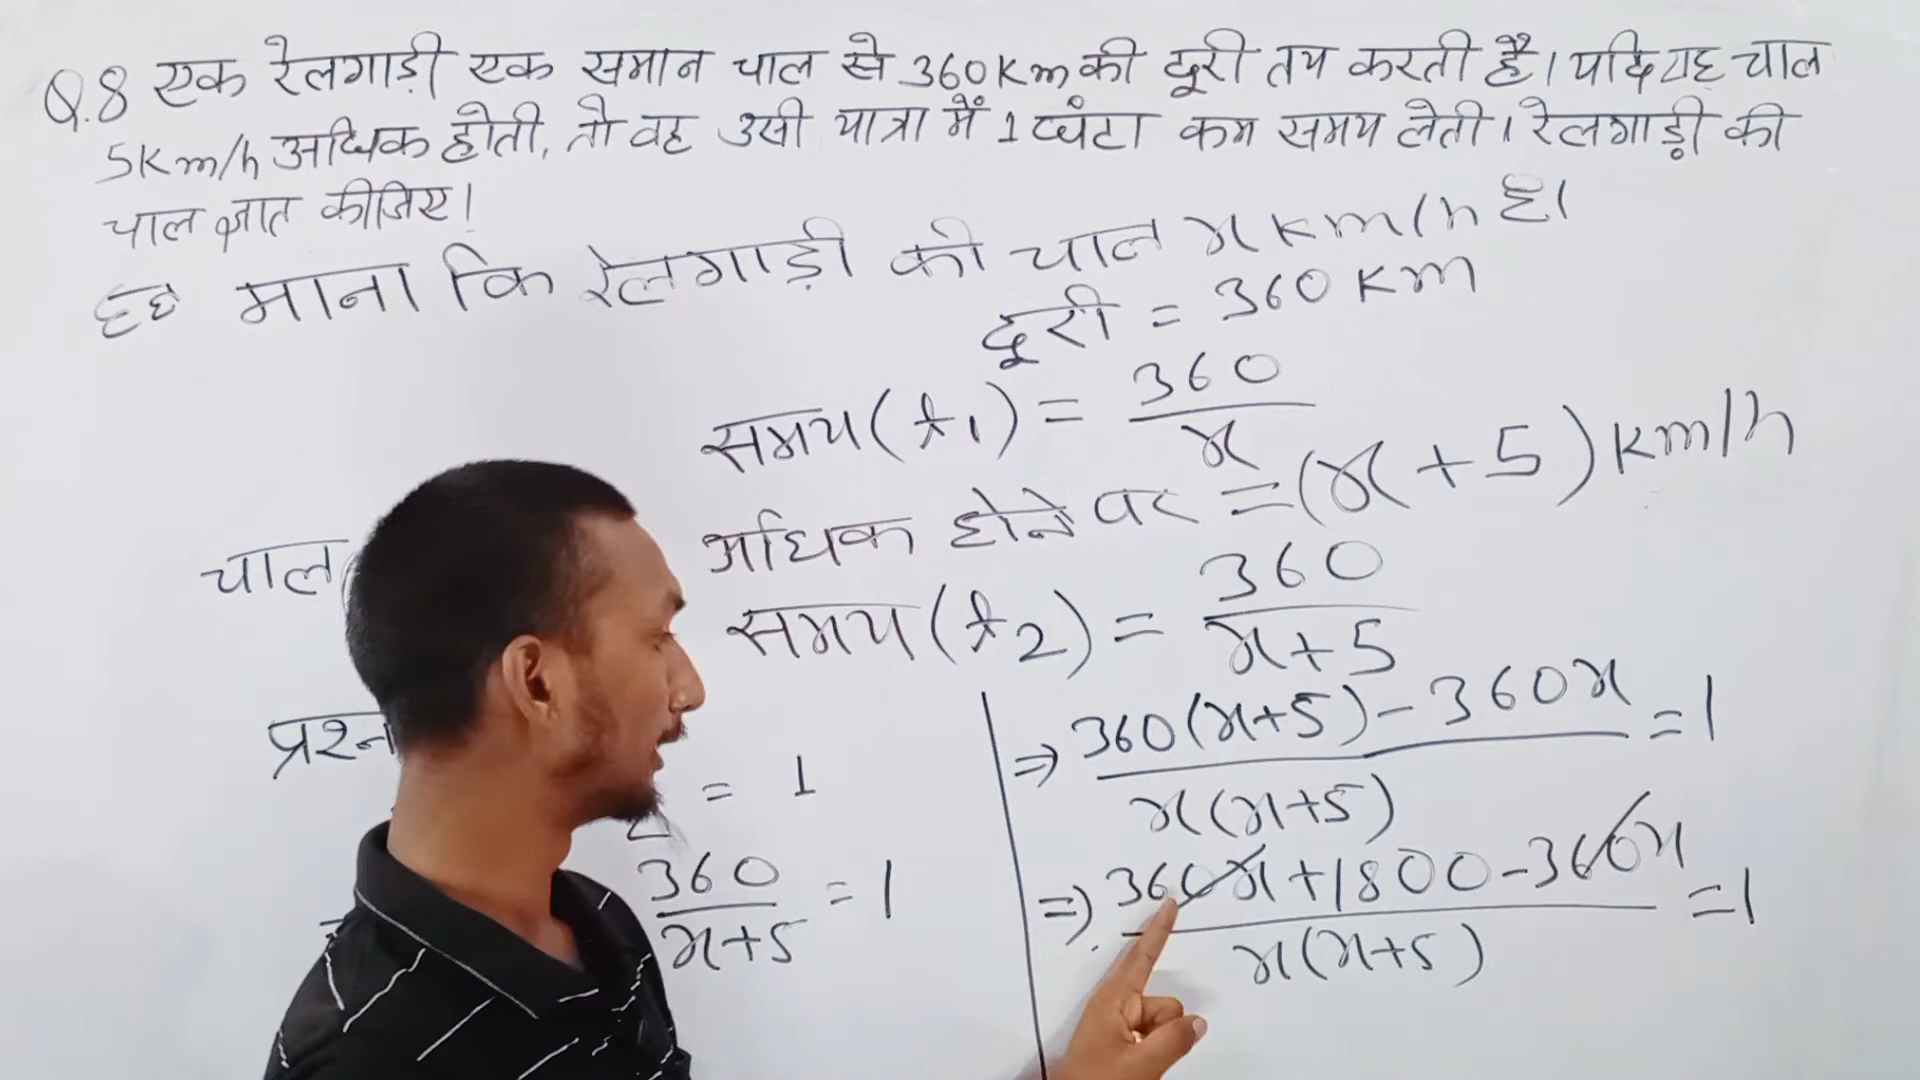 Q.8 एक रेलगाड़ी एक समान चाल से 360Km की दूरी तय करती है। यदि यह चाल
5Km/h अधिक होती, तो वह उसी यात्रा में 1 घंटा कम समय लेती। रेलगाड़ी की
चाल ज्ञात कीजिए।
हल माना कि रेलगाड़ी की चाल x Km/h है।
दूरी = 360 Km
समय(t₁) = 360/x
चाल अधिक होने पर = (x+5) Km/h
समय(t₂) = 360/x+5
प्रश्न
= 1
360/x+5 = 1
⇒ 360(x+5) - 360x / x(x+5) = 1
⇒ 360x + 1800 - 360x / x(x+5) = 1